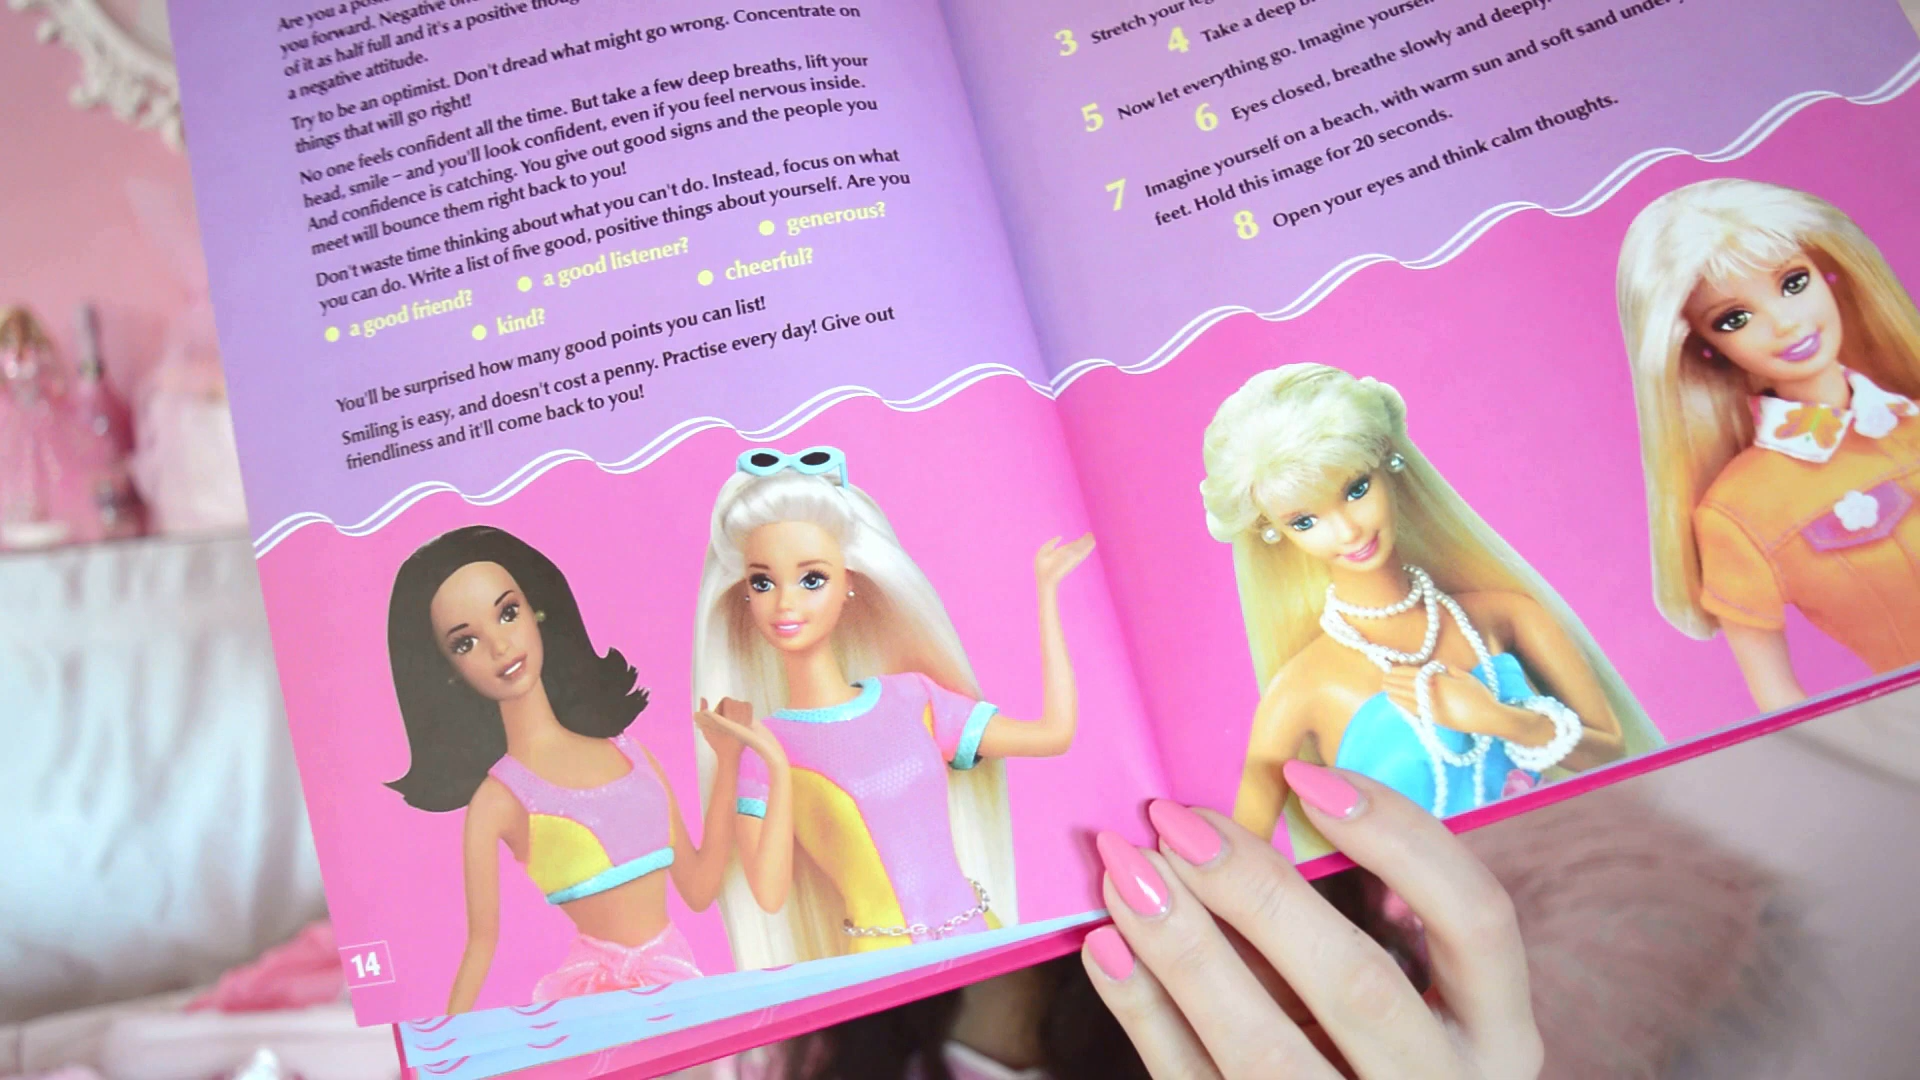 Are you a
you forward. Negative
of it as half full and it's a positive
a negative attitude.
Try to be an optimist. Don't dread what might go wrong. Concentrate on
things that will go right!
No one feels confident all the time. But take a few deep breaths, lift your
head, smile – and you'll look confident, even if you feel nervous inside.
And confidence is catching. You give out good signs and the people you
meet will bounce them right back to you!
Don't waste time thinking about what you can't do. Instead, focus on what
you can do. Write a list of five good, positive things about yourself. Are you
● a good friend? ● a good listener? ● generous?
● kind? ● cheerful?
You'll be surprised how many good points you can list!
Smiling is easy, and doesn't cost a penny. Practise every day! Give out
friendliness and it'll come back to you!
14
3 Stretch your
4 Take a deep
5 Now let everything go. Imagine
6 Eyes closed, breathe slowly and deeply.
7 Imagine yourself on a beach, with warm sun and soft sand under
feet. Hold this image for 20 seconds.
8 Open your eyes and think calm thoughts.